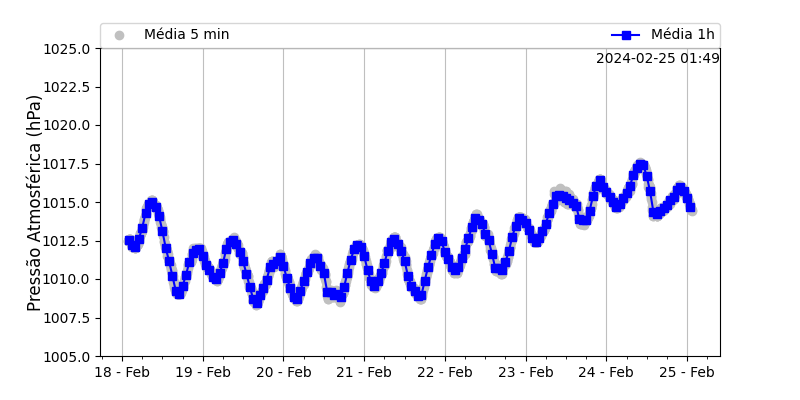 Média 5 min
Média 1h
2024-02-25 01:49
Pressão Atmosférica (hPa)
1025.0
1022.5
1020.0
1017.5
1015.0
1012.5
1010.0
1007.5
1005.0
18 - Feb
19 - Feb
20 - Feb
21 - Feb
22 - Feb
23 - Feb
24 - Feb
25 - Feb